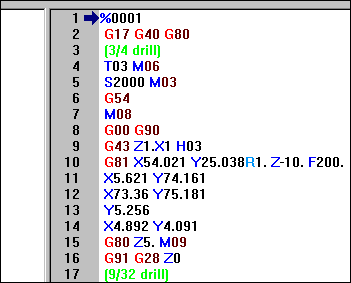 1 %0001
2 G17 G40 G80
3 (3/4 drill)
4 T03 M06
5 S2000 M03
6 G54
7 M08
8 G00 G90
9 G43 Z1.X1 H03
10 G81 X54.021 Y25.038R1. Z-10. F200.
11 X5.621 Y74.161
12 X73.36 Y75.181
13 Y5.256
14 X4.892 Y4.091
15 G80 Z5. M09
16 G91 G28 Z0
17 (9/32 drill)